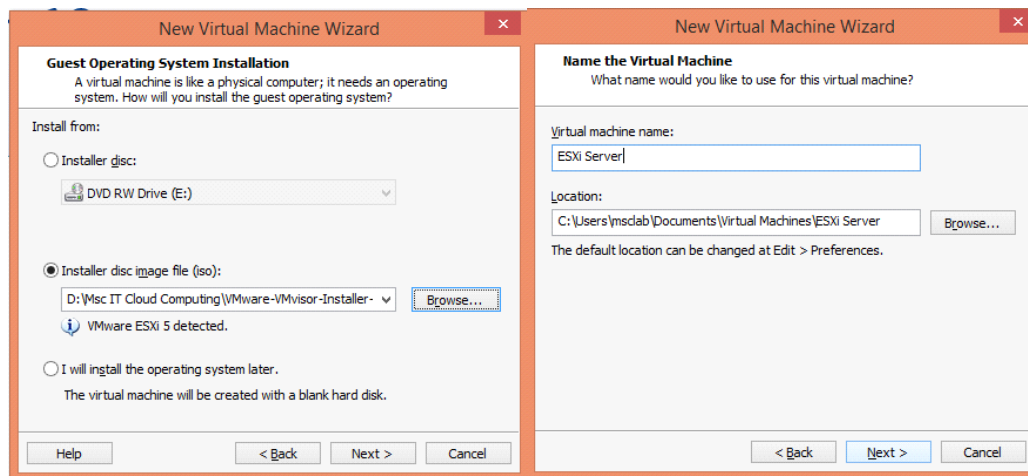 New Virtual Machine Wizard
Guest Operating System Installation
A virtual machine is like a physical computer; it needs an operating
system. How will you install the guest operating system?
Install from:
Installer disc:
DVD RW Drive (E:)
Installer disc image file (iso):
D:\Msc IT Cloud Computing\VMware-VMvisor-Installer-
Browse...
VMware ESXi 5 detected.
I will install the operating system later.
The virtual machine will be created with a blank hard disk.
Help
< Back
Next >
Cancel
New Virtual Machine Wizard
Name the Virtual Machine
What name would you like to use for this virtual machine?
Virtual machine name:
ESXi Server
Location:
C:\Users\msclab\Documents\Virtual Machines\ESXi Server
Browse...
The default location can be changed at Edit > Preferences.
< Back
Next >
Cancel